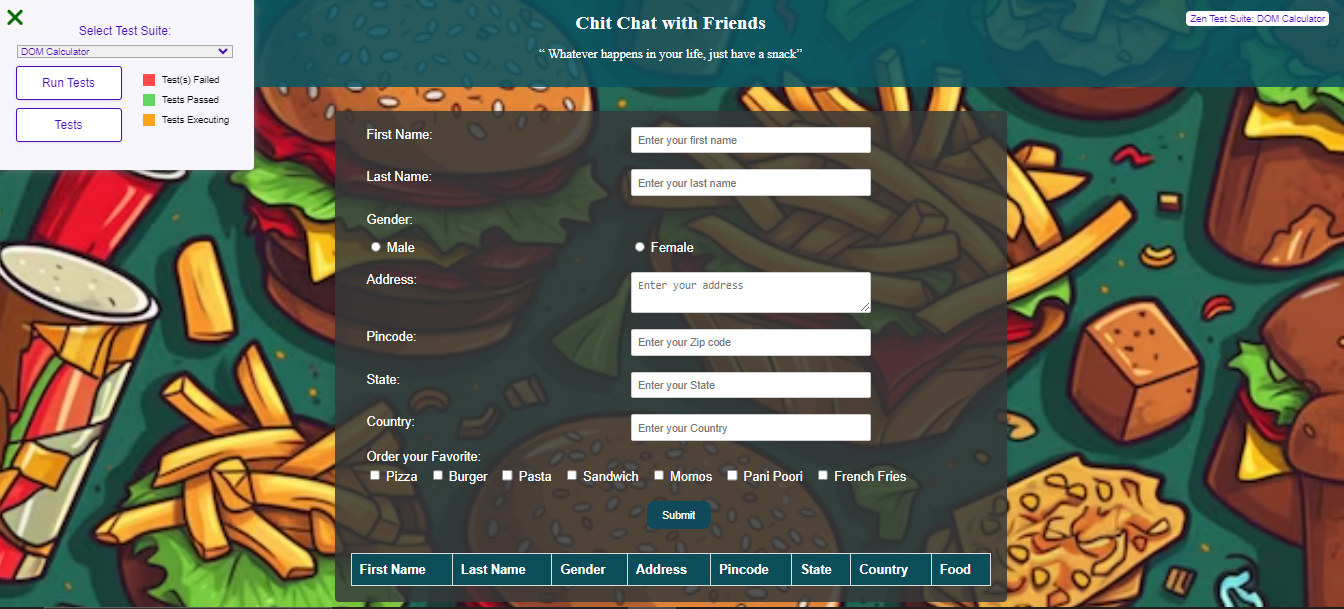 Select Test Suite:
DOM Calculator
Run Tests
Tests
Test(s) Failed
Tests Passed
Tests Executing
Chit Chat with Friends
“ Whatever happens in your life, just have a snack”
Zen Test Suite: DOM Calculator
First Name:
Enter your first name
Last Name:
Enter your last name
Gender:
Male Female
Address:
Enter your address
Pincode:
Enter your Zip code
State:
Enter your State
Country:
Enter your Country
Order your Favorite:
Pizza Burger Pasta Sandwich Momos Pani Poori French Fries
Submit
First Name Last Name Gender Address Pincode State Country Food